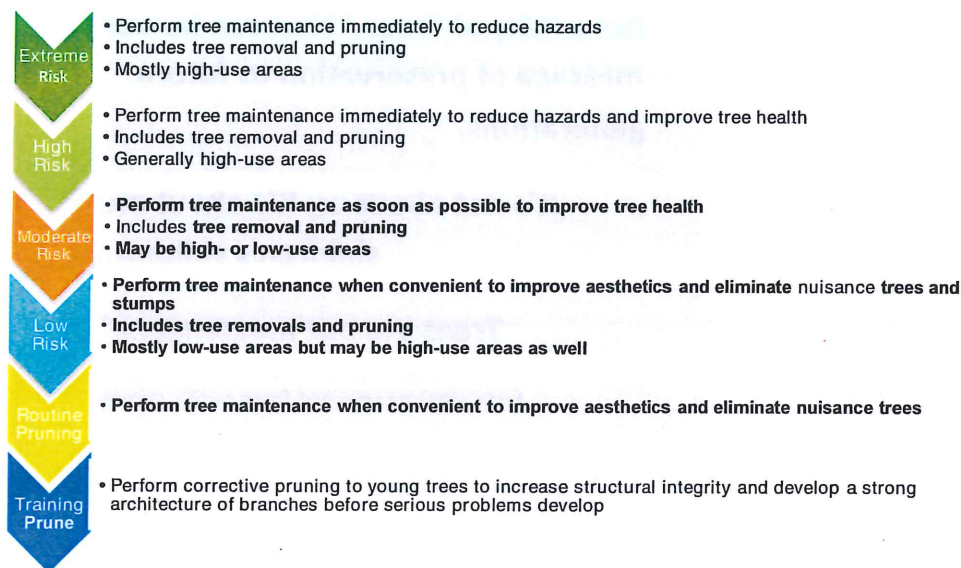 Extreme
Risk
• Perform tree maintenance immediately to reduce hazards
• Includes tree removal and pruning
• Mostly high-use areas
High
Risk
• Perform tree maintenance immediately to reduce hazards and improve tree health
• Includes tree removal and pruning
• Generally high-use areas
Moderate
Risk
• Perform tree maintenance as soon as possible to improve tree health
• Includes tree removal and pruning
• May be high- or low-use areas
Low
Risk
• Perform tree maintenance when convenient to improve aesthetics and eliminate nuisance trees and
stumps
• Includes tree removals and pruning
• Mostly low-use areas but may be high-use areas as well
Routine
Pruning
• Perform tree maintenance when convenient to improve aesthetics and eliminate nuisance trees
Training
Prune
• Perform corrective pruning to young trees to increase structural integrity and develop a strong
architecture of branches before serious problems develop